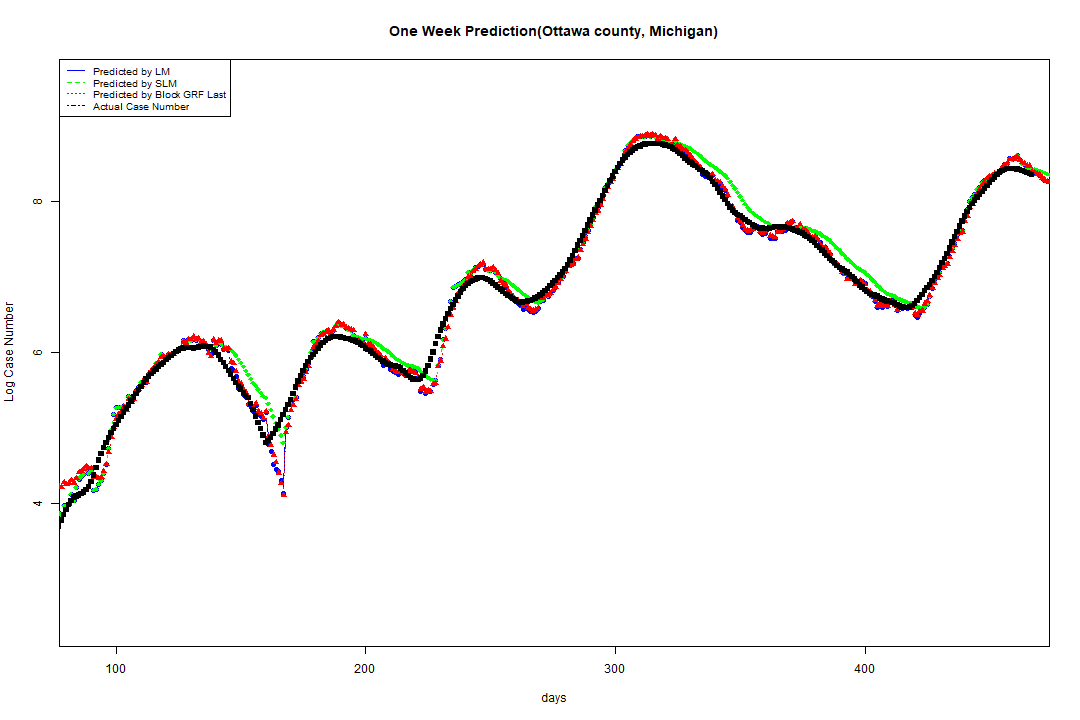 One Week Prediction(Ottawa county, Michigan)
Predicted by LM
Predicted by SLM
Predicted by Block GRF Last
Actual Case Number
8
6
4
Log Case Number
100 200 300 400
days